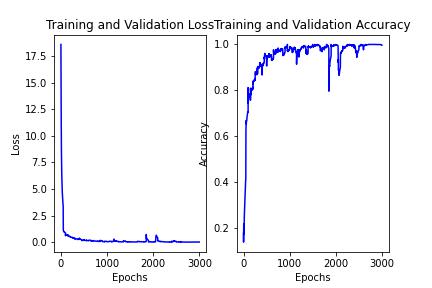 Training and Validation Loss
17.5
15.0
12.5
10.0
7.5
5.0
2.5
0.0
Loss
0 1000 2000 3000
Epochs
Training and Validation Accuracy
1.0
0.8
0.6
0.4
0.2
Accuracy
0 1000 2000 3000
Epochs